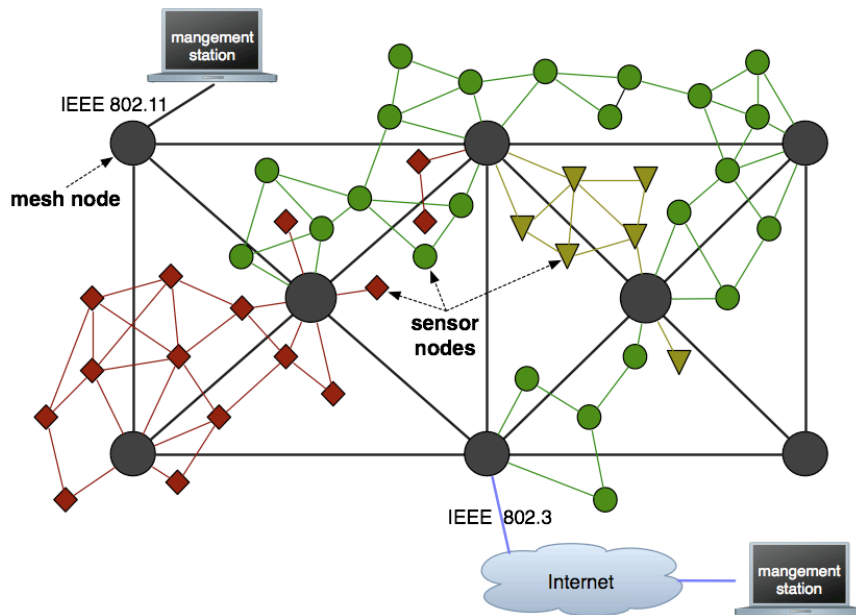 mangement
station
IEEE 802.11
mesh node
sensor
nodes
IEEE 802.3
Internet
mangement
station